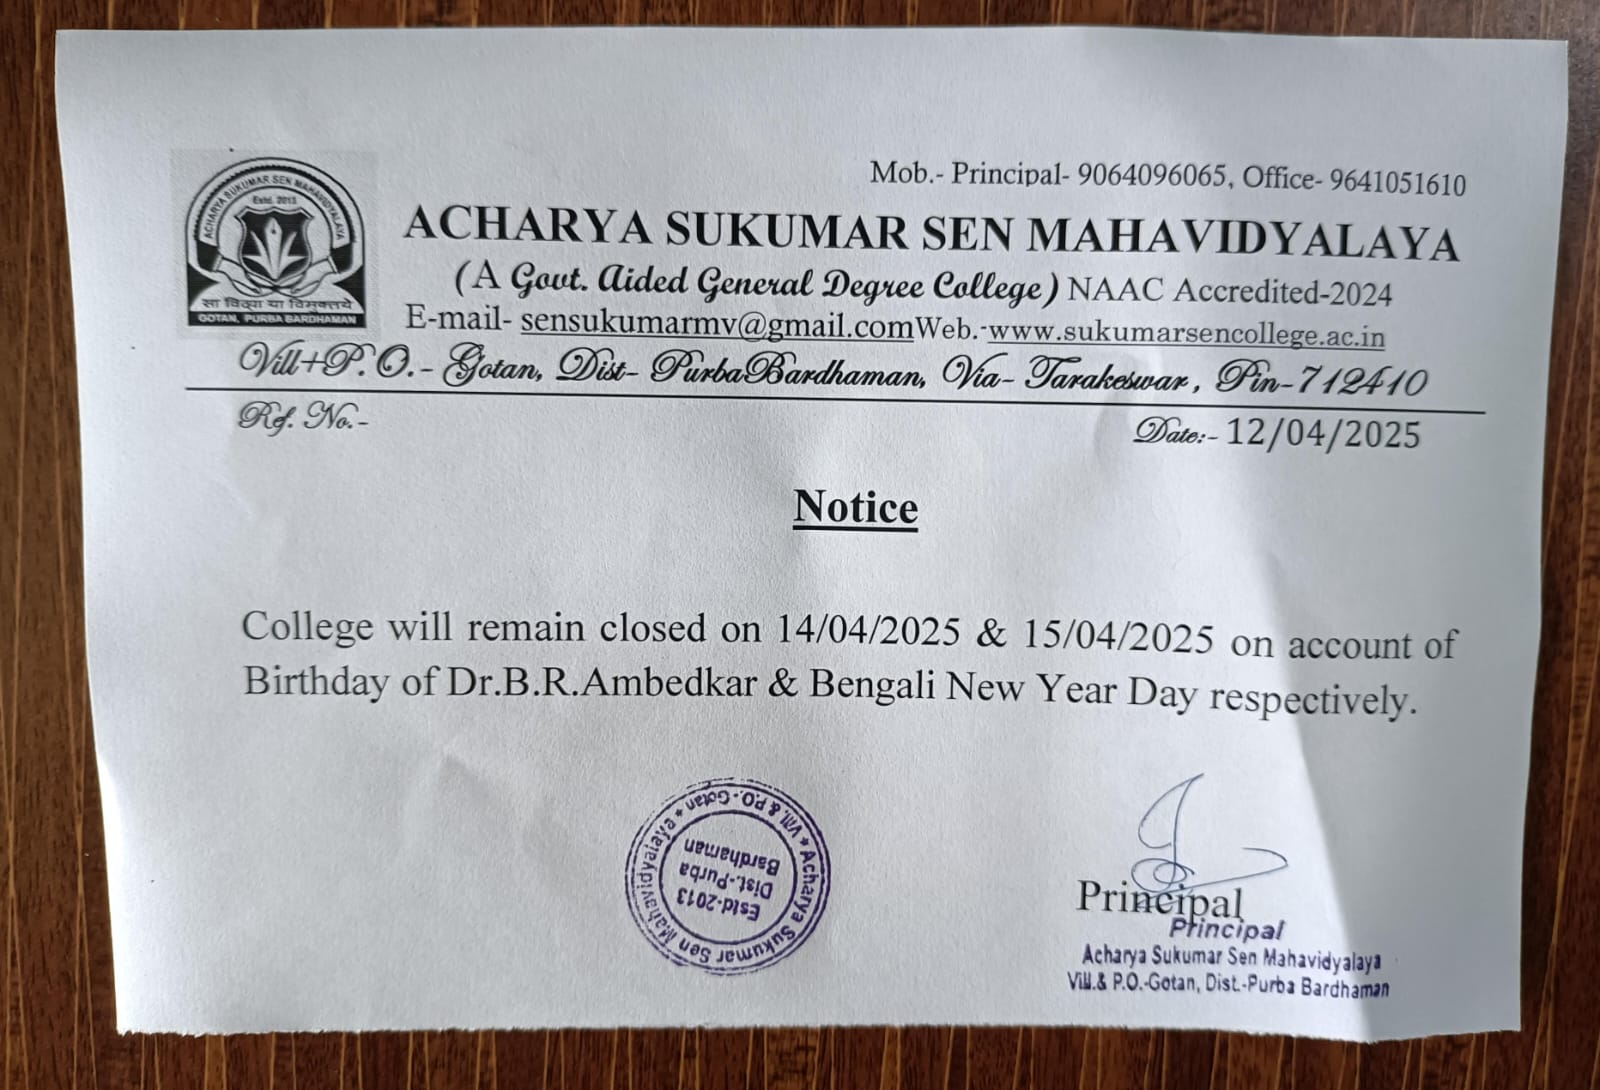 Mob.- Principal- 9064096065, Office- 9641051610
ACHARYA SUKUMAR SEN MAHAVIDYALAYA
Estd. 2013
ACHARYA SUKUMAR SEN MAHAVIDYALAYA
(A Govt. Aided General Degree College) NAAC Accredited-2024
सा विद्या या विमुक्तये
GOTAN, PURBA BARDHAMAN
E-mail- sensukumarmv@gmail.comWeb.-www.sukumarsencollege.ac.in
Vill+P.O.- Gotan, Dist- PurbaBardhaman, Via- Tarakeswar, Pin-712410
Ref. No.-
Date:- 12/04/2025
Notice
College will remain closed on 14/04/2025 & 15/04/2025 on account of
Birthday of Dr.B.R.Ambedkar & Bengali New Year Day respectively.
Acharya Sukumar Sen Mahavidyalaya * Vill. & P.O.- Gotan *
Estd-2013
Dist.-Purba
Bardhaman
Principal
Principal
Acharya Sukumar Sen Mahavidyalaya
Vill.& P.O.-Gotan, Dist.-Purba Bardhaman